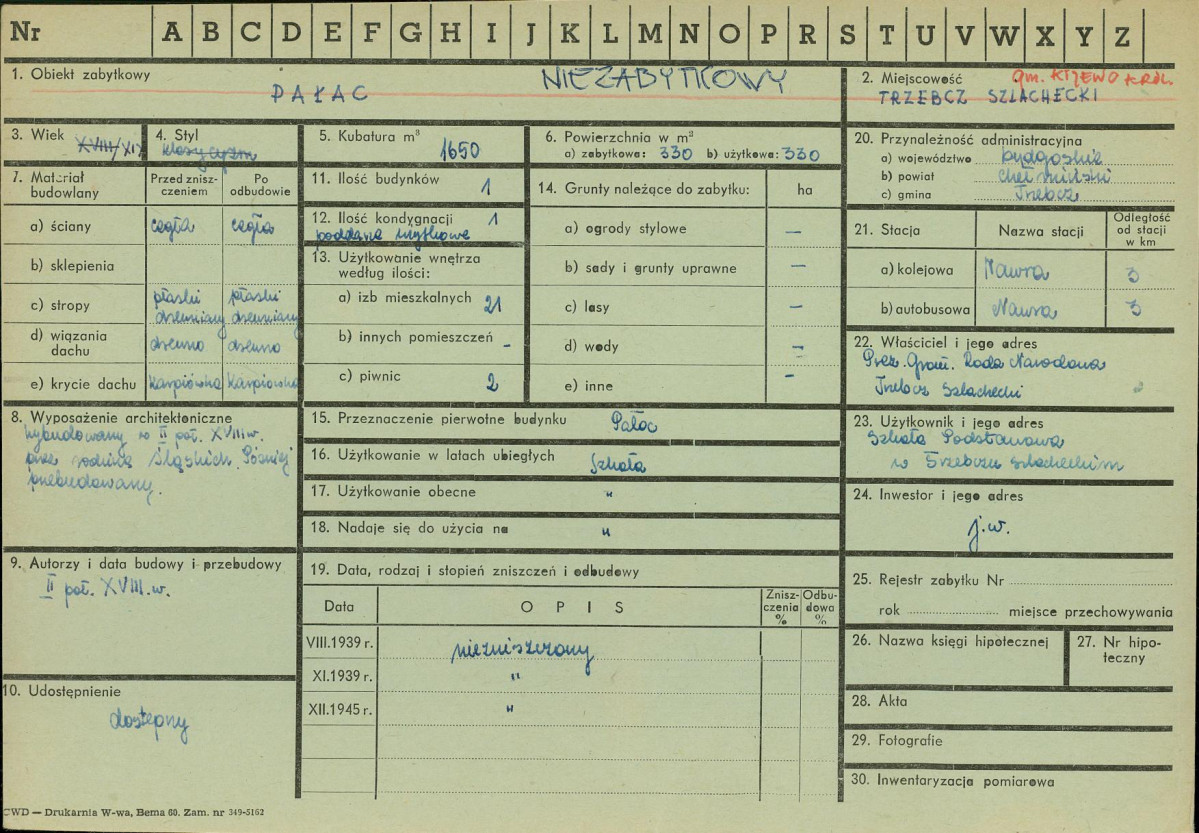 Nr A B C D E F G H I J K L M N O P R S T U V W X Y Z
1. Obiekt zabytkowy
NIEZABYTKOWY
PAŁAC
2. Miejscowość
gm. KIJEWO KRÓL.
TRZEBCZ SZLACHECKI
3. Wiek
XVIII/XIX
4. Styl
klasycyzm
5. Kubatura m³
1650
6. Powierzchnia w m²
a) zabytkowa: 330 b) użytkowa: 330
7. Materiał budowlany
Przed zniszczeniem
Po odbudowie
a) ściany cegła cegła
b) sklepienia
c) stropy płaski drewniany płaski drewniany
d) wiązania dachu drewno drewno
e) krycie dachu karpiówka karpiówka
8. Wyposażenie architektoniczne
Wybudowany w II poł. XVIII w.
przez rodzinę Śląskich. Później
przebudowany.
9. Autorzy i data budowy i przebudowy
II poł. XVIII. w.
10. Udostępnienie
dostępny
11. Ilość budynków 1
12. Ilość kondygnacji 1
poddasze użytkowe
13. Użytkowanie wnętrza
według ilości:
a) izb mieszkalnych 21
b) innych pomieszczeń -
c) piwnic 2
14. Grunty należące do zabytku: ha
a) ogrody stylowe —
b) sady i grunty uprawne —
c) lasy —
d) wody —
e) inne -
15. Przeznaczenie pierwotne budynku Pałac
16. Użytkowanie w latach ubiegłych Szkoła
17. Użytkowanie obecne "
18. Nadaje się do użycia na "
19. Data, rodzaj i stopień zniszczeń i odbudowy
Data OPIS Zniszczenia % Odbudowa %
VIII.1939 r. niezniszczony
XI.1939 r. "
XII.1945 r. "
20. Przynależność administracyjna
a) województwo bydgoskie
b) powiat chełmiński
c) gmina Trzebcz
21. Stacja Nazwa stacji Odległość od stacji w km
a) kolejowa Nawra 3
b) autobusowa Nawra 3
22. Właściciel i jego adres
Prez. Grom. Rada Narodowa
Trzebcz Szlachecki
23. Użytkownik i jego adres
Szkoła Podstawowa
w Trzebczu szlacheckim
24. Inwestor i jego adres
j.w.
25. Rejestr zabytku Nr
rok miejsce przechowywania
26. Nazwa księgi hipotecznej
27. Nr hipoteczny
28. Akta
29. Fotografie
30. Inwentaryzacja pomiarowa
CWD — Drukarnia W-wa, Bema 60. Zam. nr 349-5162